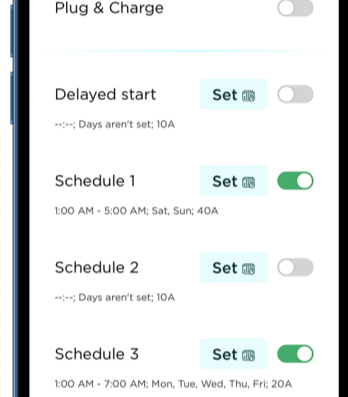 Plug & Charge
Delayed start Set
--:--; Days aren't set; 10A
Schedule 1 Set
1:00 AM - 5:00 AM; Sat, Sun; 40A
Schedule 2 Set
--:--; Days aren't set; 10A
Schedule 3 Set
1:00 AM - 7:00 AM; Mon, Tue, Wed, Thu, Fri; 20A